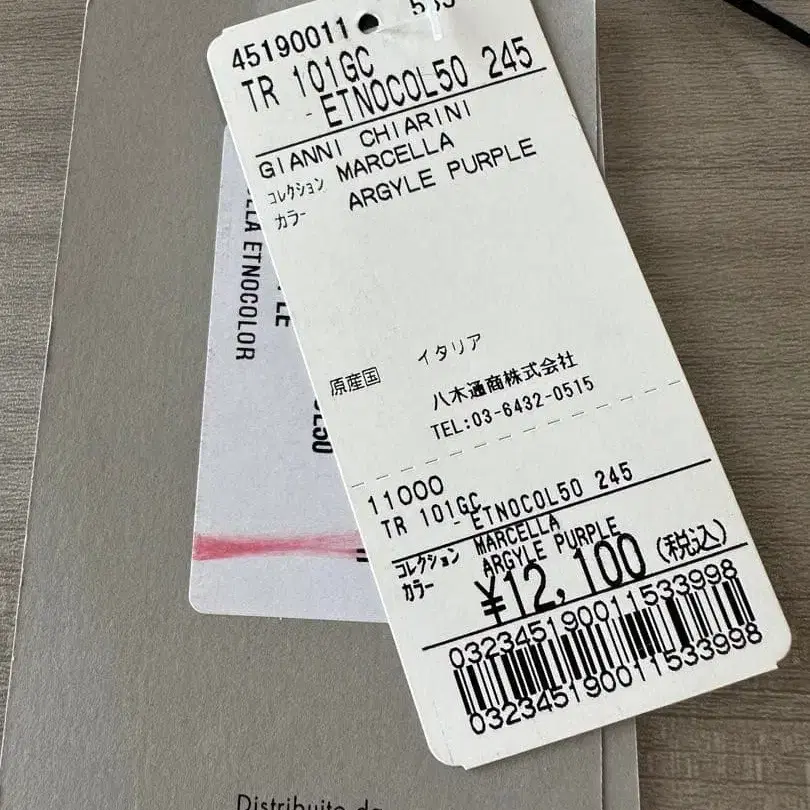 45190011
TR 101GC
- ETNOCOL50 245
GIANNI CHIARINI
コレクション MARCELLA
カラー ARGYLE PURPLE
原産国 イタリア
八木通商株式会社
TEL:03-6432-0515
11000
TR 101GC
- ETNOCOL50 245
コレクション MARCELLA
カラー ARGYLE PURPLE
¥12,100 (税込)
032345190011533998
032345190011533998
ETNOCOLOR
Distribuito da